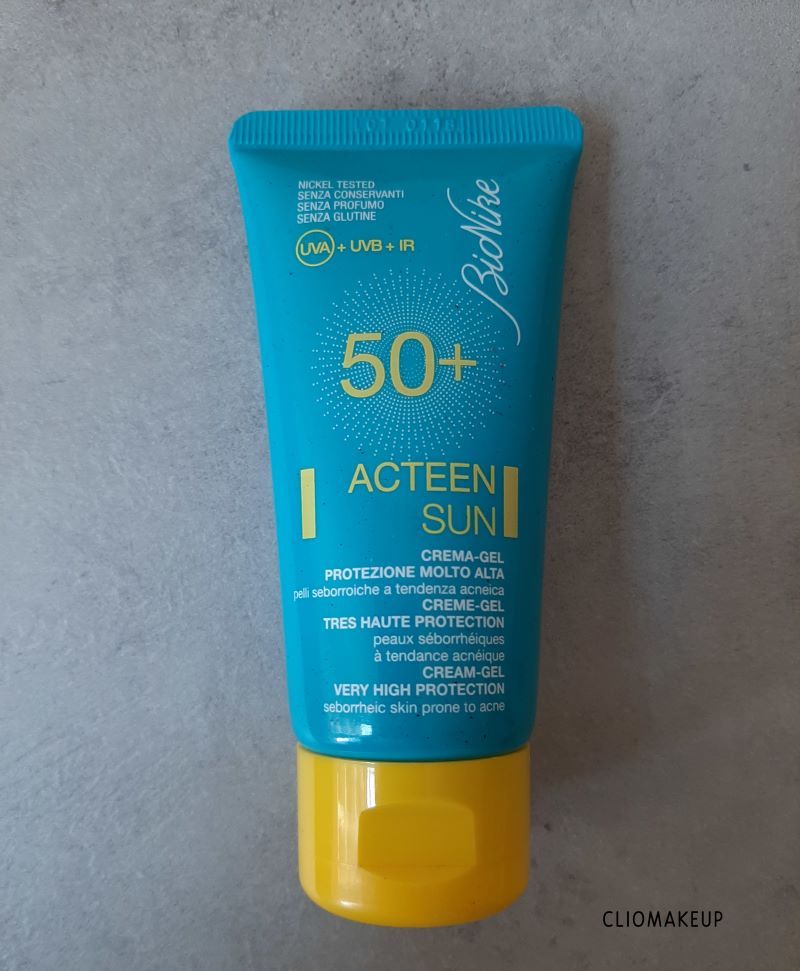 NICKEL TESTED
SENZA CONSERVANTI
SENZA PROFUMO
SENZA GLUTINE
UVA + UVB + IR
BioNike
50+
ACTEEN
SUN
CREMA-GEL
PROTEZIONE MOLTO ALTA
pelli seborroiche a tendenza acneica
CREME-GEL
TRES HAUTE PROTECTION
peaux séborrhéiques
à tendance acnéique
CREAM-GEL
VERY HIGH PROTECTION
seborrheic skin prone to acne
CLIOMAKEUP